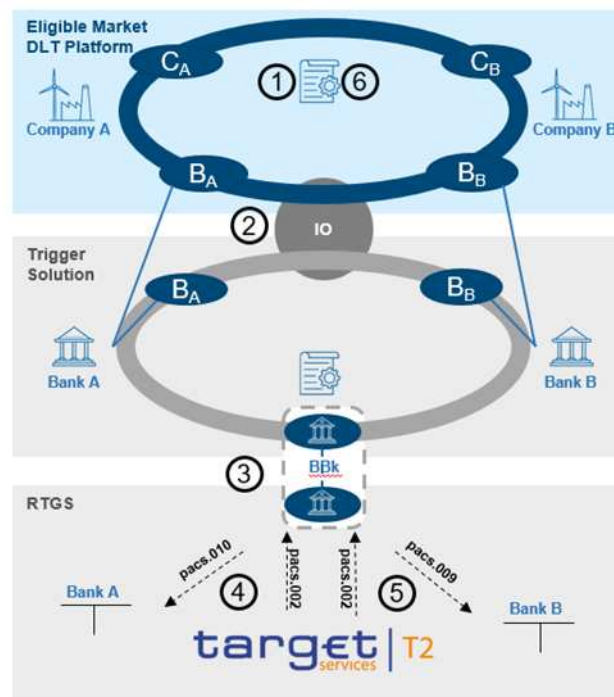 Eligible Market
DLT Platform
CA
CB
1
6
Company A
Company B
BA
BB
2
IO
Trigger
Solution
BA
BB
Bank A
Bank B
BBk
3
RTGS
pacs.010
pacs.002
pacs.002
pacs.009
4
5
Bank A
Bank B
target | T2
services